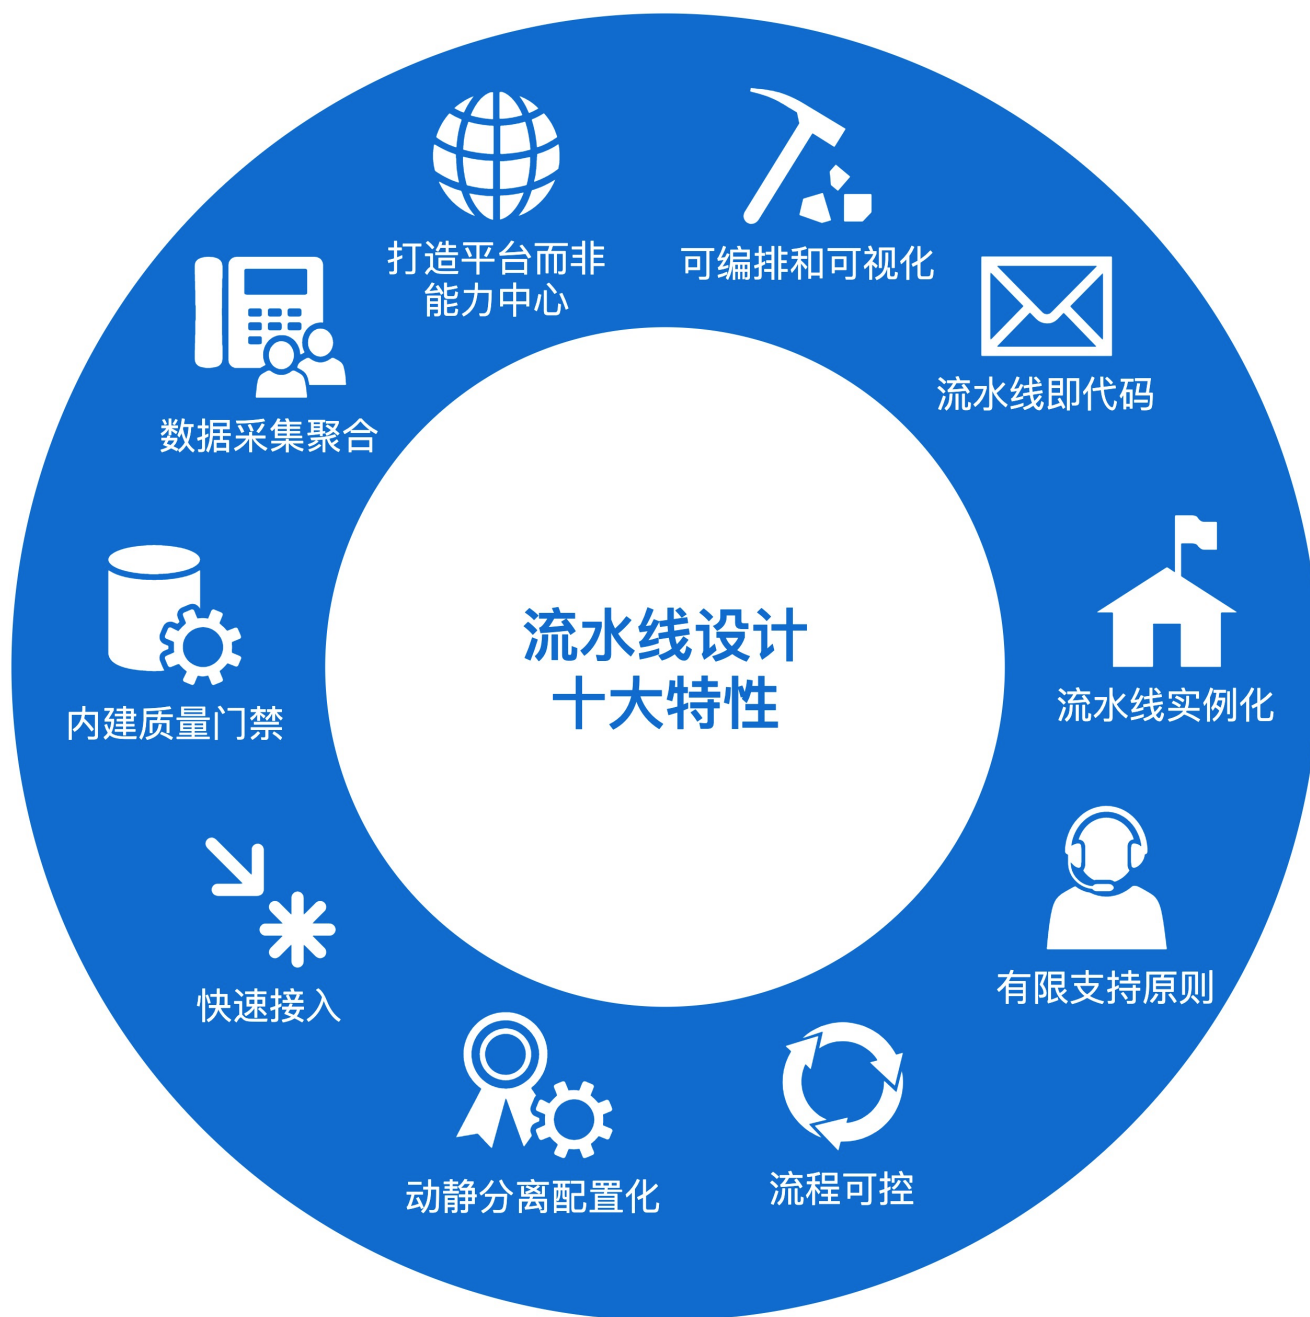 打造平台而非
能力中心
可编排和可视化
流水线即代码
流水线实例化
有限支持原则
流程可控
动静分离配置化
快速接入
内建质量门禁
数据采集聚合
流水线设计
十大特性